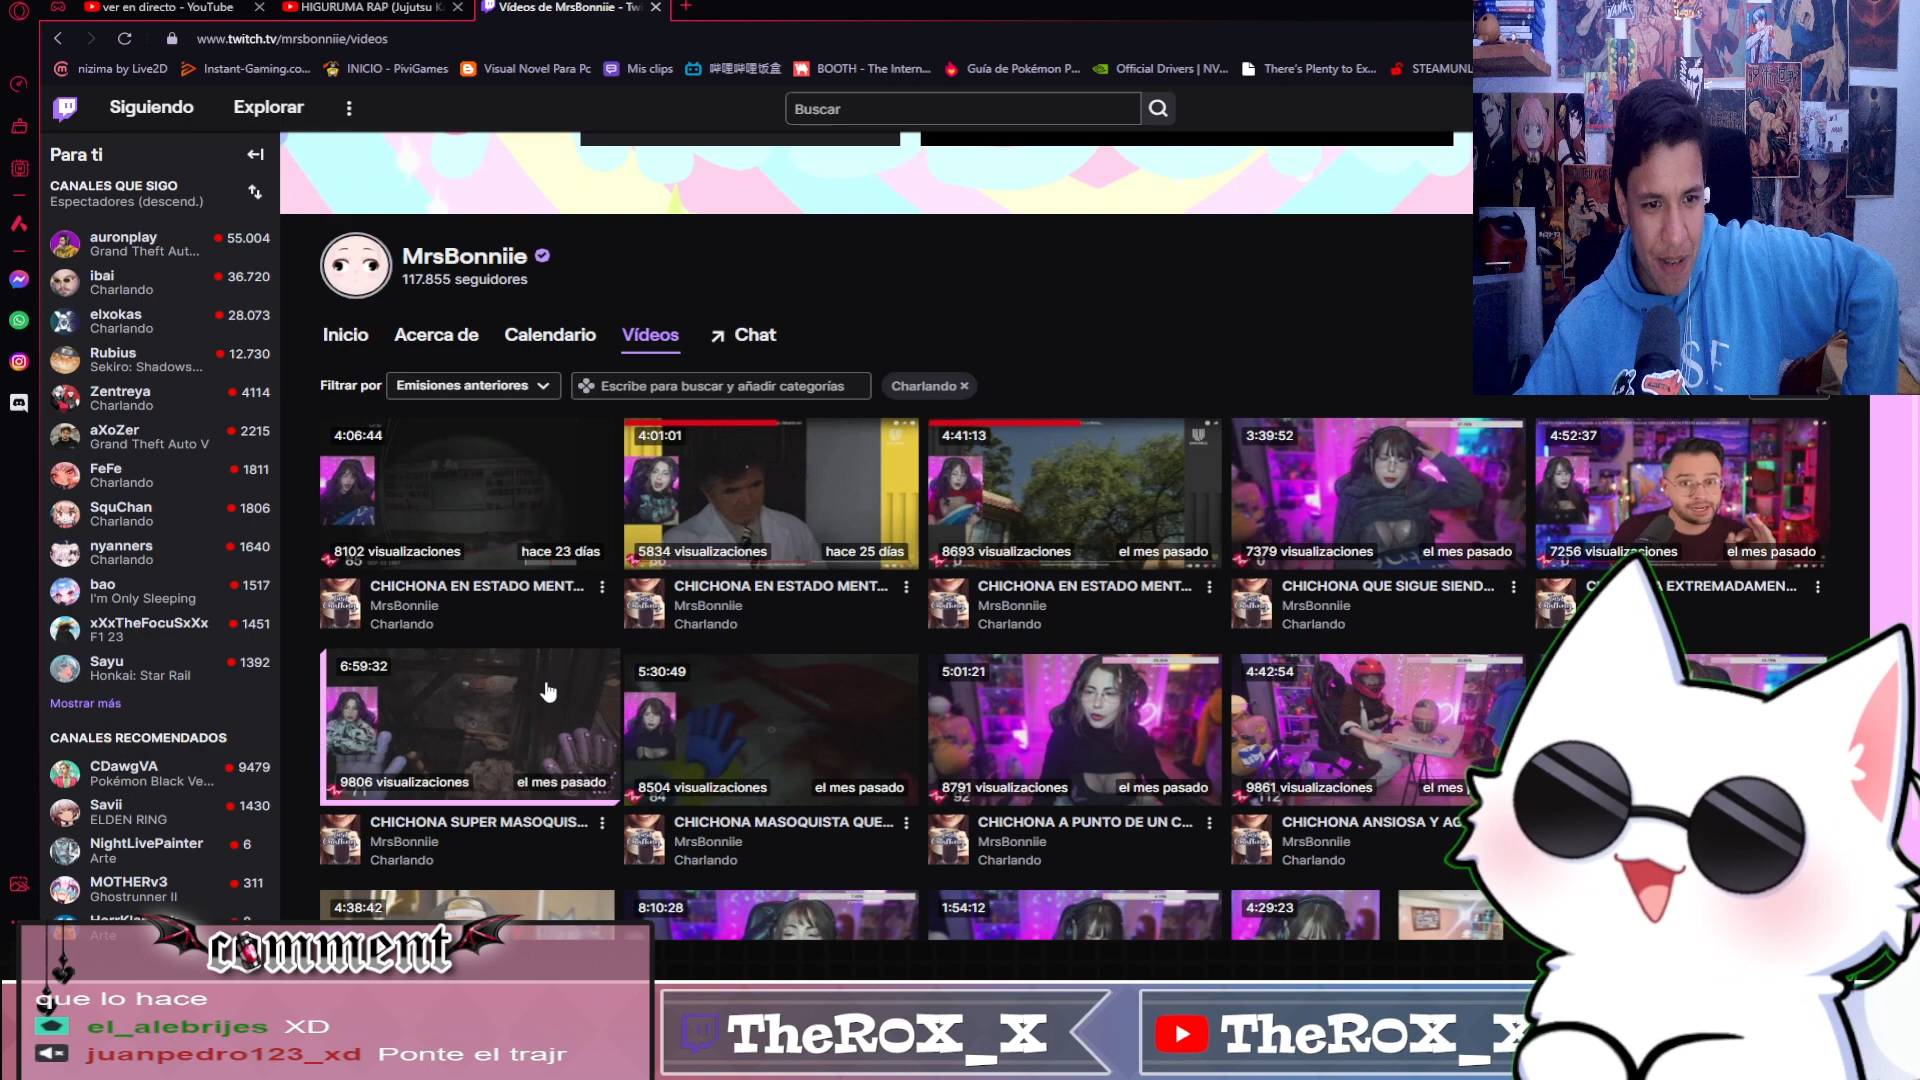 ver en directo - YouTube
HIGURUMA RAP (Jujutsu K
Vídeos de MrsBonniie - Twi
www.twitch.tv/mrsbonniie/videos
nizima by Live2D
Instant-Gaming.co...
INICIO - PiviGames
Visual Novel Para Pc
Mis clips
哔哩哔哩饭盒
BOOTH - The Intern...
Guía de Pokémon P...
Official Drivers | NV...
There's Plenty to Ex...
STEAMUNL
Siguiendo
Explorar
Buscar
Para ti
CANALES QUE SIGO
Espectadores (descend.)
auronplay
55.004
Grand Theft Aut...
ibai
36.720
Charlando
elxokas
28.073
Charlando
Rubius
12.730
Sekiro: Shadows...
Zentreya
4114
Charlando
aXoZer
2215
Grand Theft Auto V
FeFe
1811
Charlando
SquChan
1806
Charlando
nyanners
1640
Charlando
bao
1517
I'm Only Sleeping
xXxTheFocuSxXx
1451
F1 23
Sayu
1392
Honkai: Star Rail
Mostrar más
CANALES RECOMENDADOS
CDawgVA
9479
Pokémon Black Ve...
Savii
1430
ELDEN RING
NightLivePainter
6
Arte
MOTHERv3
311
Ghostrunner II
Arte
MrsBonniie
117.855 seguidores
Inicio
Acerca de
Calendario
Vídeos
Chat
Filtrar por
Emisiones anteriores
Escribe para buscar y añadir categorías
Charlando
4:06:44
8102 visualizaciones
hace 23 días
CHICHONA EN ESTADO MENT...
MrsBonniie
Charlando
4:01:01
5834 visualizaciones
hace 25 días
CHICHONA EN ESTADO MENT...
MrsBonniie
Charlando
4:41:13
8693 visualizaciones
el mes pasado
CHICHONA EN ESTADO MENT...
MrsBonniie
Charlando
3:39:52
7379 visualizaciones
el mes pasado
CHICHONA QUE SIGUE SIEND...
MrsBonniie
Charlando
4:52:37
7256 visualizaciones
el mes pasado
EXTREMADAMEN...
6:59:32
9806 visualizaciones
el mes pasado
CHICHONA SUPER MASOQUIS...
MrsBonniie
Charlando
5:30:49
8504 visualizaciones
el mes pasado
CHICHONA MASOQUISTA QUE...
MrsBonniie
Charlando
5:01:21
8791 visualizaciones
el mes pasado
CHICHONA A PUNTO DE UN C...
MrsBonniie
Charlando
4:42:54
9861 visualizaciones
el mes
CHICHONA ANSIOSA Y AG
MrsBonniie
Charlando
4:38:42
8:10:28
1:54:12
4:29:23
comment
que lo hace
el_alebrijes XD
juanpedro123_xd Ponte el trajr
TheROX_X
TheROX_X